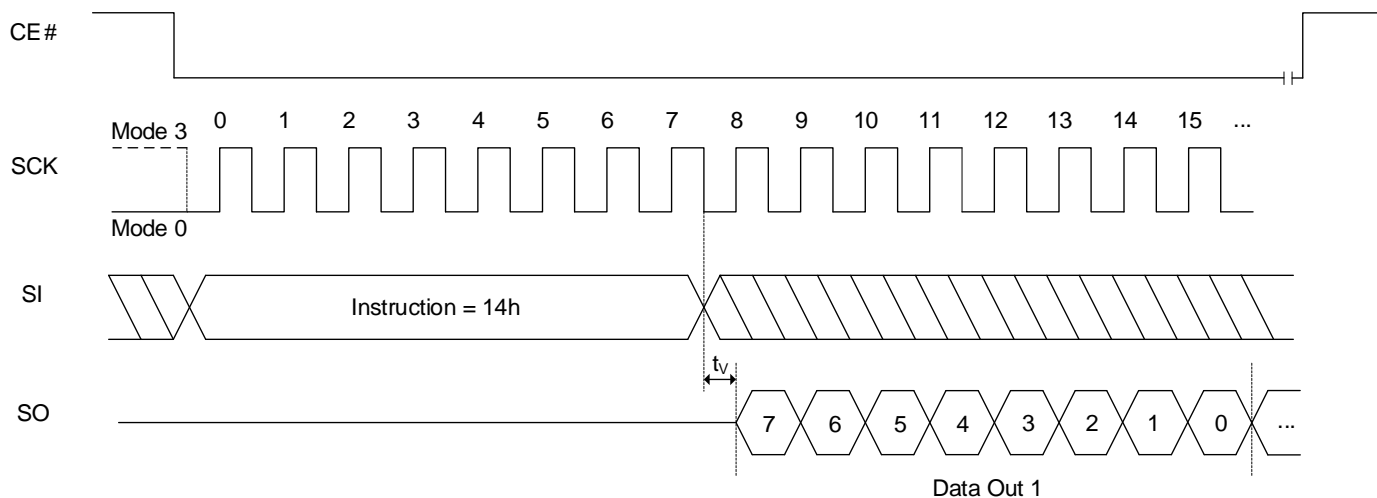 CE#
0 1 2 3 4 5 6 7 8 9 10 11 12 13 14 15 ...
Mode 3
SCK
Mode 0
SI
Instruction = 14h
tV
SO
7 6 5 4 3 2 1 0 ...
Data Out 1